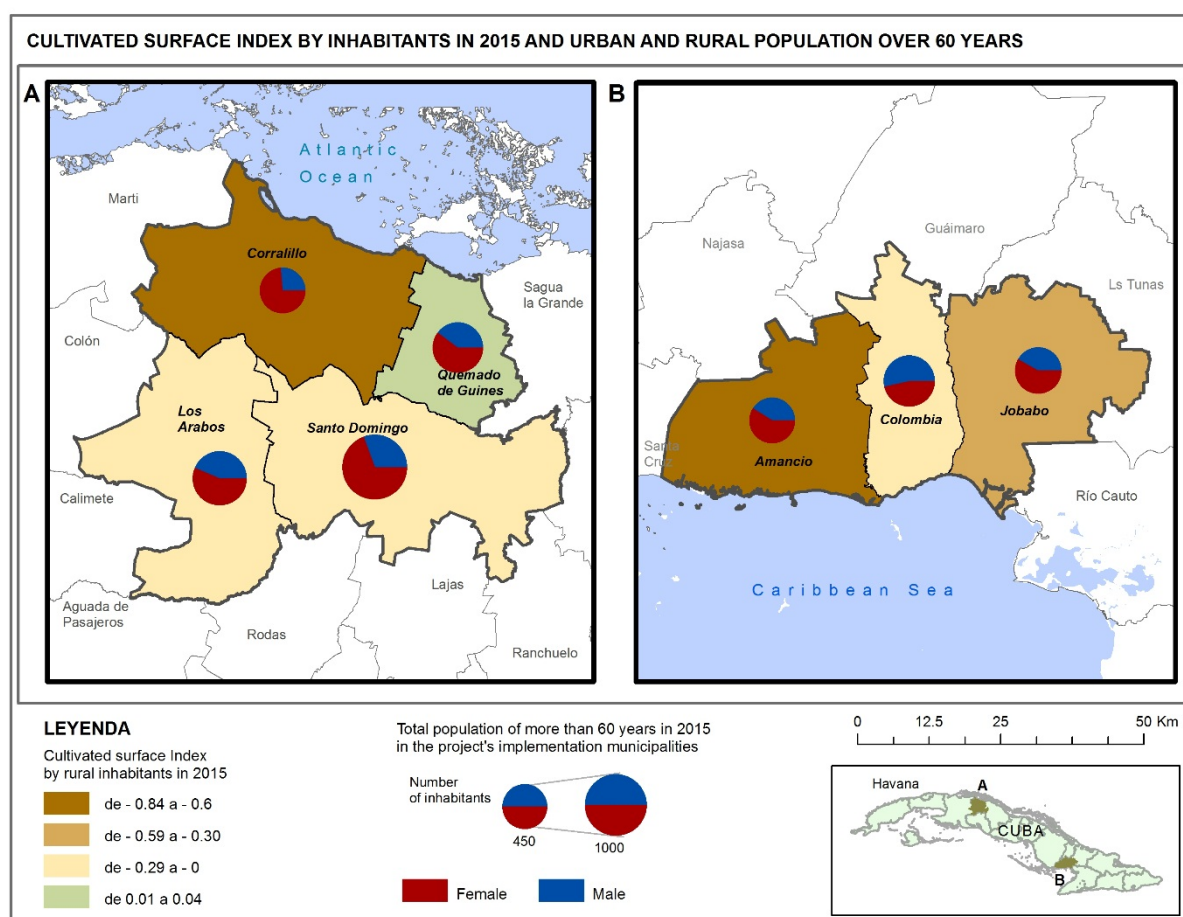 CULTIVATED SURFACE INDEX BY INHABITANTS IN 2015 AND URBAN AND RURAL POPULATION OVER 60 YEARS
A
Atlantic
Ocean
Marti
Corralillo
Sagua
la Grande
Colón
Quemado
de Guines
Los
Arabos
Santo Domingo
Calimete
Aguada de
Pasajeros
Rodas
Lajas
Ranchuelo
B
Guáimaro
Najasa
Ls Tunas
Colombia
Jobabo
Santa
Cruz
Amancio
Río Cauto
Caribbean Sea
LEYENDA
Cultivated surface Index
by rural inhabitants in 2015
de - 0.84 a - 0.6
de - 0.59 a - 0.30
de - 0.29 a - 0
de 0.01 a 0.04
Total population of more than 60 years in 2015
in the project's implementation municipalities
Number
of inhabitants
450
1000
Female
Male
0 12.5 25 50 Km
Havana
A
CUBA
B